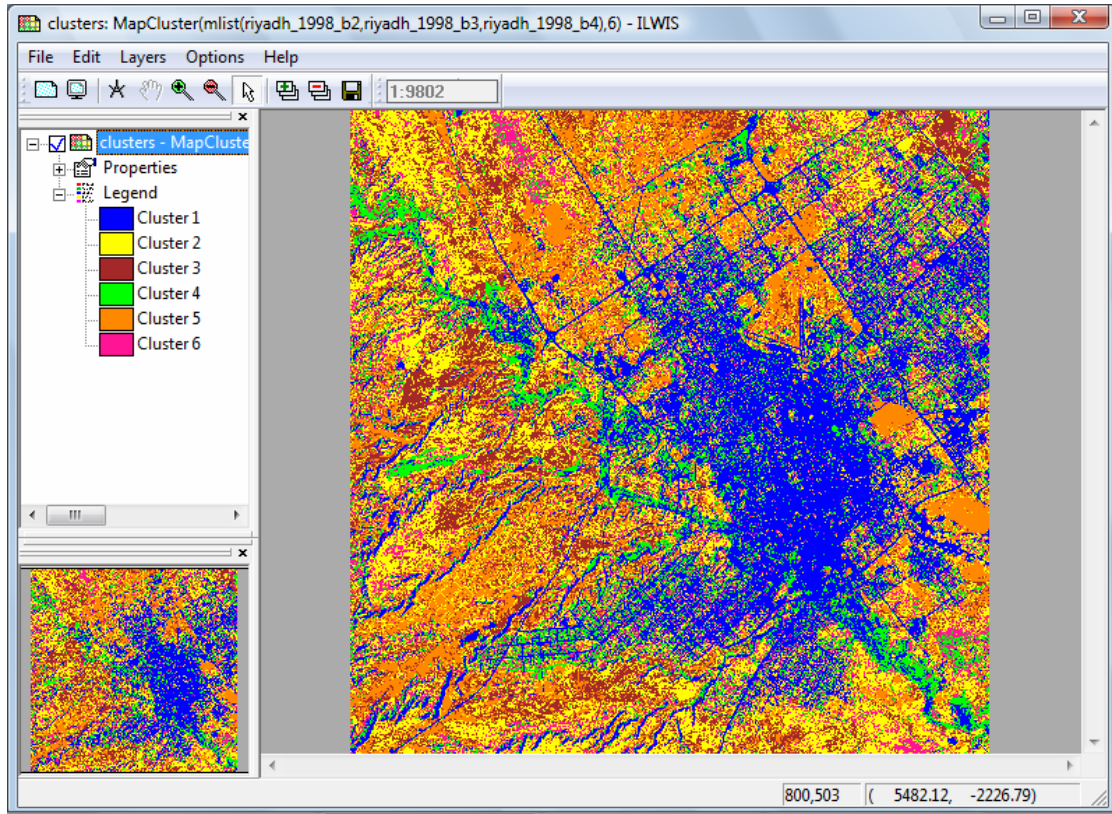 clusters: MapCluster(mlist(riyadh_1998_b2,riyadh_1998_b3,riyadh_1998_b4),6) - ILWIS
File Edit Layers Options Help
1:9802
clusters - MapCluste
Properties
Legend
Cluster 1
Cluster 2
Cluster 3
Cluster 4
Cluster 5
Cluster 6
800,503 ( 5482.12, -2226.79)